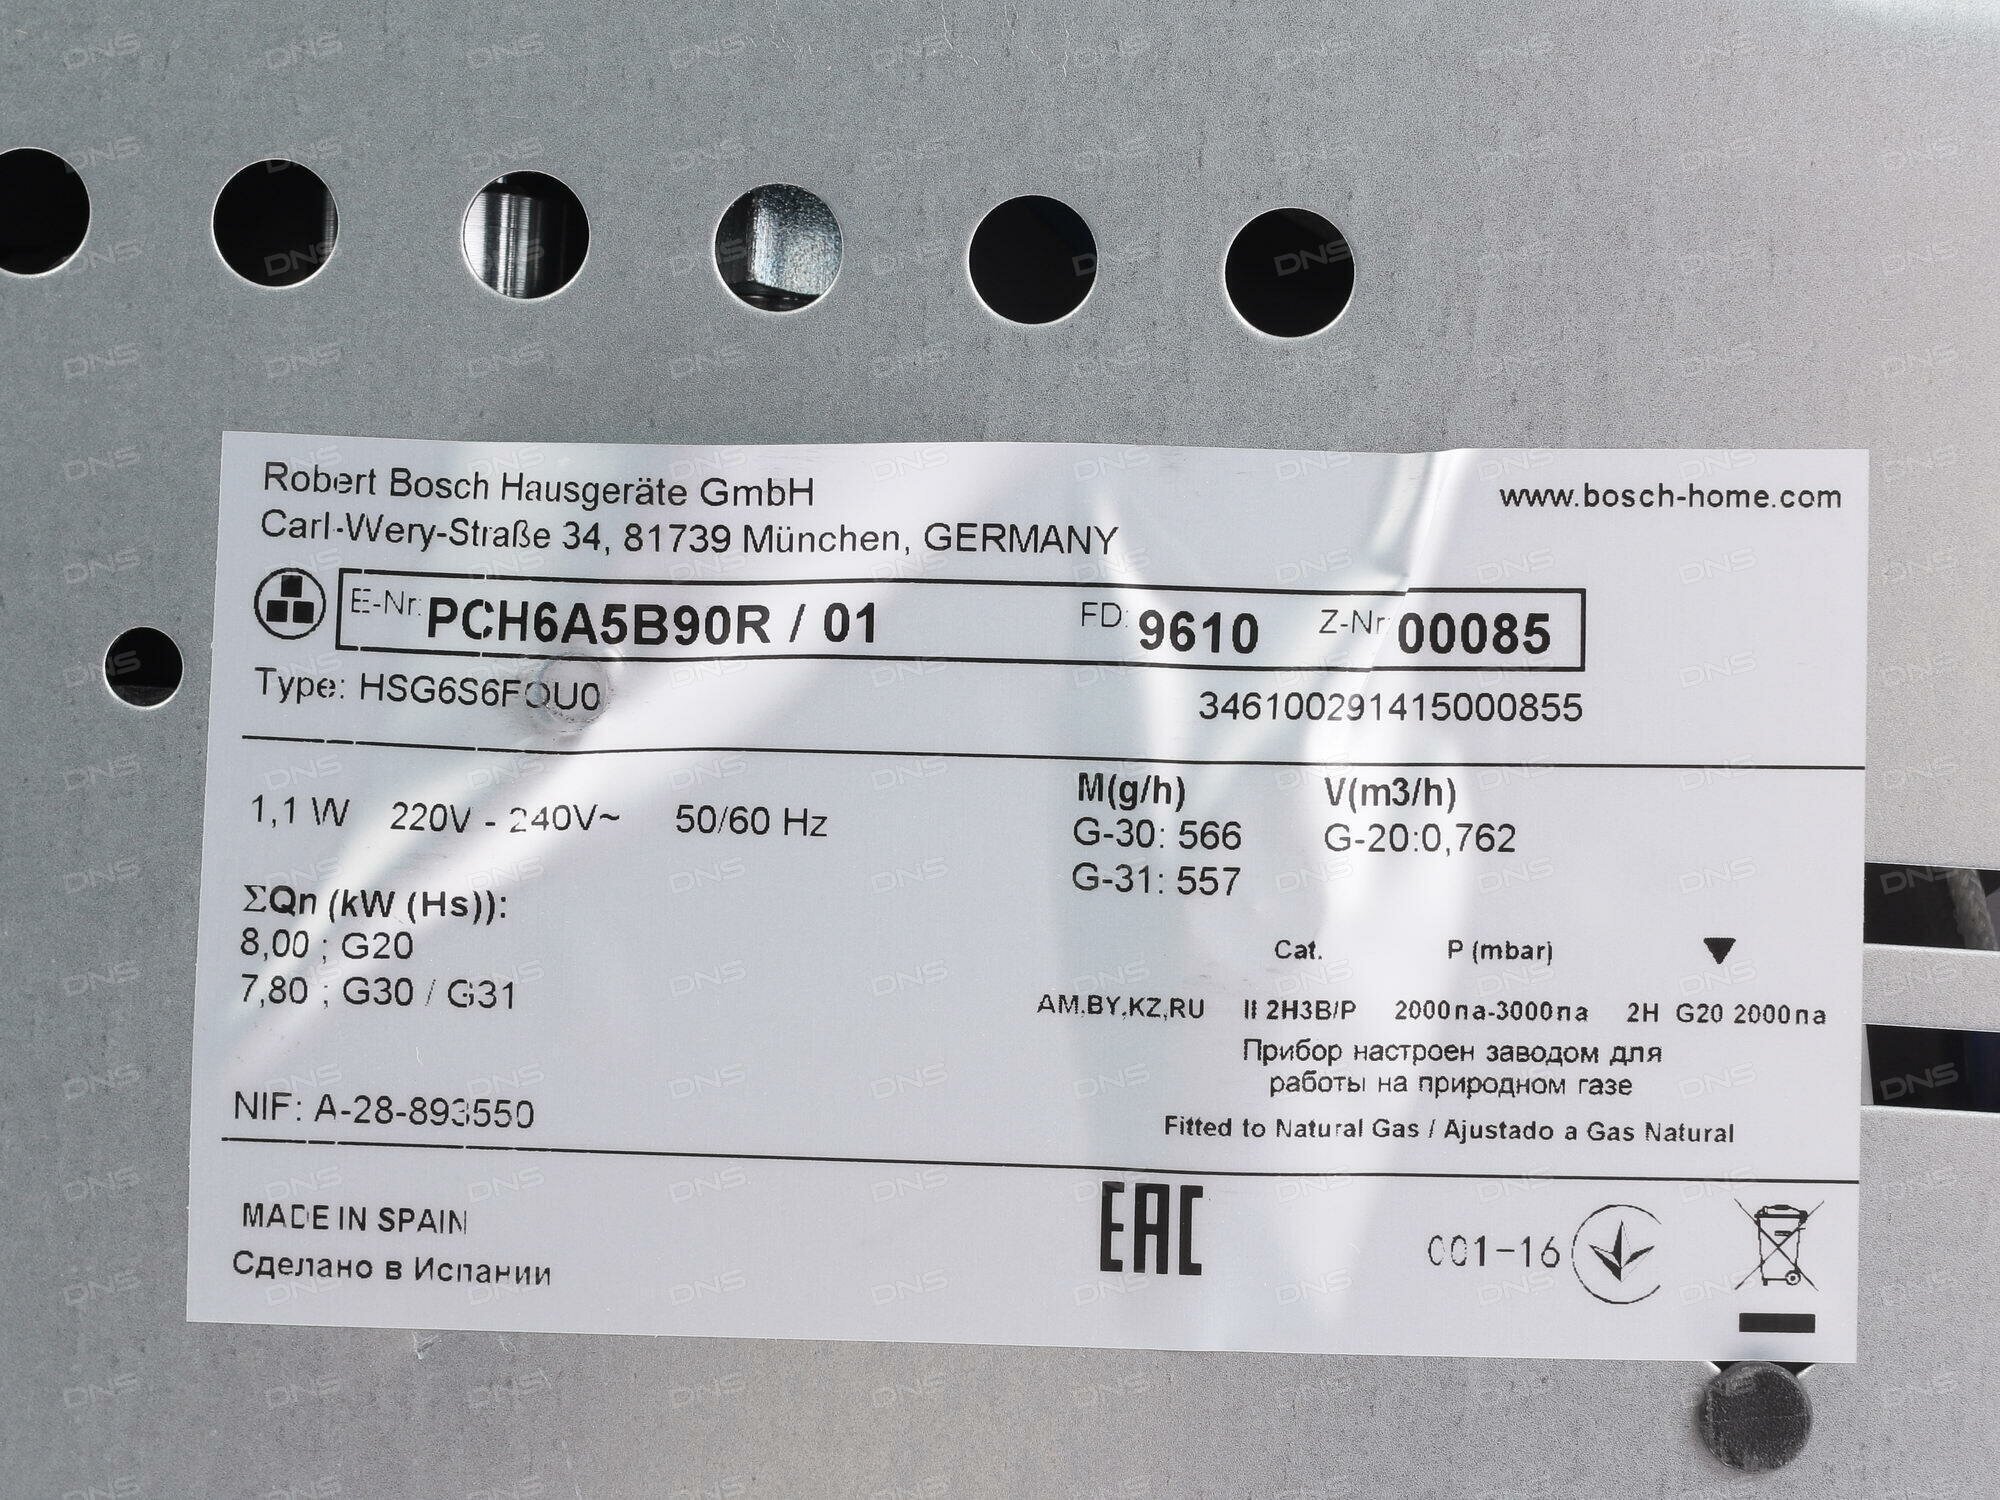 Robert Bosch Hausgeräte GmbH
www.bosch-home.com
Carl-Wery-Straße 34, 81739 München, GERMANY
E-Nr: PCH6A5B90R / 01 FD: 9610 Z-Nr: 00085
Type: HSG6S6FOU0
346100291415000855
1,1 W 220V - 240V~ 50/60 Hz
M(g/h) V(m3/h)
G-30: 566 G-20:0,762
G-31: 557
ΣQn (kW (Hs)):
8,00 ; G20
7,80 ; G30 / G31
Cat. P (mbar) ▼
AM,BY,KZ,RU II 2H3B/P 2000па-3000па 2H G20 2000па
Прибор настроен заводом для
работы на природном газе
Fitted to Natural Gas / Ajustado a Gas Natural
NIF: A-28-893550
MADE IN SPAIN
Сделано в Испании
EAC
001-16
DNS